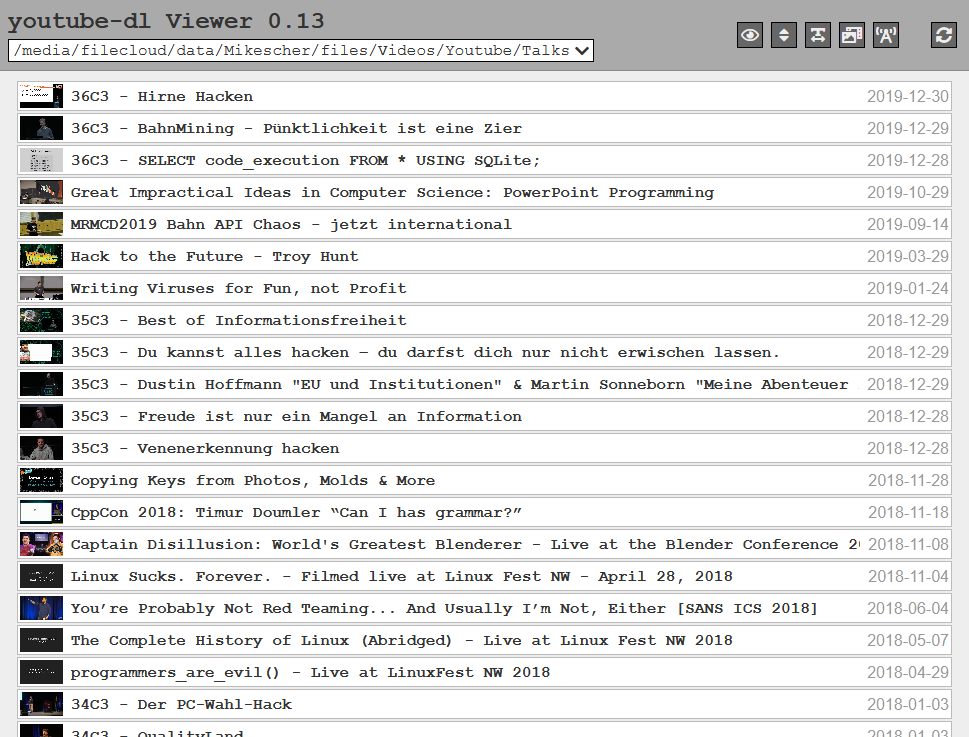 youtube-dl Viewer 0.13
/media/filecloud/data/Mikescher/files/Videos/Youtube/Talks
36C3 - Hirne Hacken 2019-12-30
36C3 - BahnMining - Pünktlichkeit ist eine Zier 2019-12-29
36C3 - SELECT code_execution FROM * USING SQLite; 2019-12-28
Great Impractical Ideas in Computer Science: PowerPoint Programming 2019-10-29
MRMCD2019 Bahn API Chaos - jetzt international 2019-09-14
Hack to the Future - Troy Hunt 2019-03-29
Writing Viruses for Fun, not Profit 2019-01-24
35C3 - Best of Informationsfreiheit 2018-12-29
35C3 - Du kannst alles hacken – du darfst dich nur nicht erwischen lassen. 2018-12-29
35C3 - Dustin Hoffmann "EU und Institutionen" & Martin Sonneborn "Meine Abenteuer 2018-12-29
35C3 - Freude ist nur ein Mangel an Information 2018-12-28
35C3 - Venenerkennung hacken 2018-12-28
Copying Keys from Photos, Molds & More 2018-11-28
CppCon 2018: Timur Doumler “Can I has grammar?” 2018-11-18
Captain Disillusion: World's Greatest Blenderer - Live at the Blender Conference 2 2018-11-08
Linux Sucks. Forever. - Filmed live at Linux Fest NW - April 28, 2018 2018-11-04
You’re Probably Not Red Teaming... And Usually I’m Not, Either [SANS ICS 2018] 2018-06-04
The Complete History of Linux (Abridged) - Live at Linux Fest NW 2018 2018-05-07
programmers_are_evil() - Live at LinuxFest NW 2018 2018-04-29
34C3 - Der PC-Wahl-Hack 2018-01-03
34C3 - QualityLand 2018-01-03